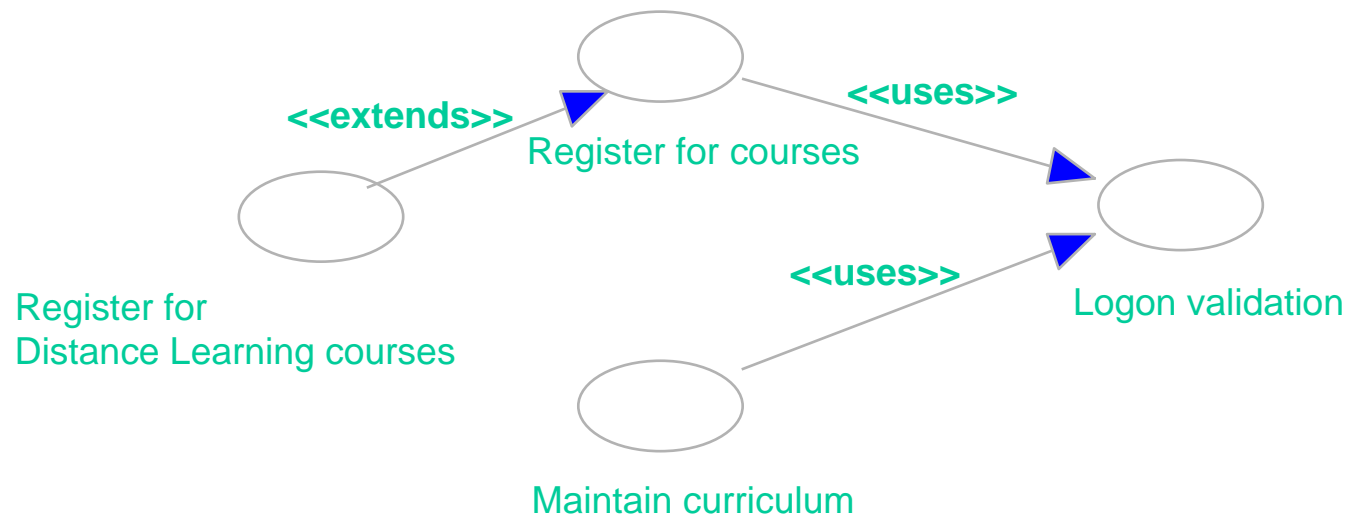 <<extends>>
<<uses>>
Register for courses
<<uses>>
Register for
Distance Learning courses
Logon validation
Maintain curriculum